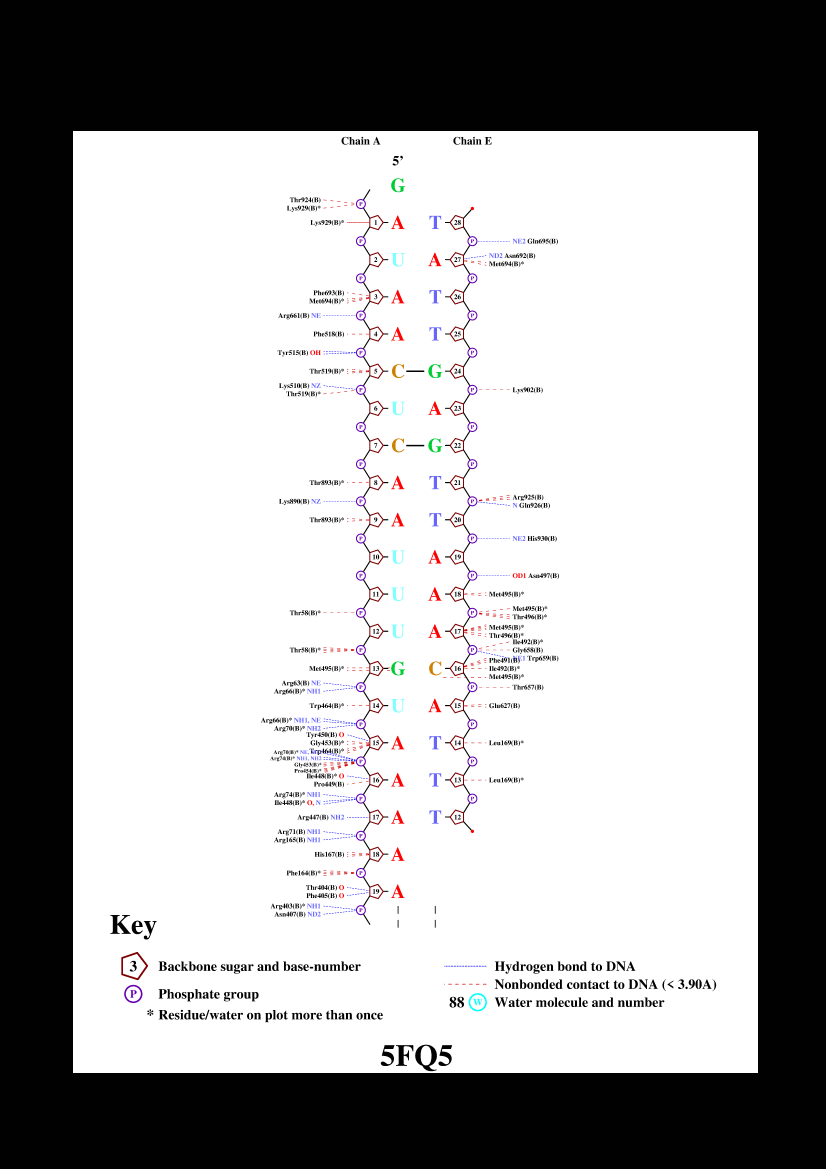 Chain A Chain E
5’
G
Thr924(B)
Lys929(B)* P
Lys929(B)* 1 A T 28
P P NE2 Gln695(B)
2 U A 27 ND2 Asn692(B)
Met694(B)*
P P
Phe693(B)
Met694(B)* 3 A T 26
Arg661(B) NE P P
Phe518(B) 4 A T 25
Tyr515(B) OH P P
Thr519(B)* 5 C G 24
Lys510(B) NZ
Thr519(B)* P P Lys902(B)
6 U A 23
P P
7 C G 22
P P
Thr893(B)* 8 A T 21
Lys890(B) NZ P P Arg925(B)
N Gln926(B)
Thr893(B)* 9 A T 20
P P NE2 His930(B)
10 U A 19
P P OD1 Asn497(B)
11 U A 18 Met495(B)*
Thr58(B)* P P Met495(B)*
Thr496(B)*
12 U A 17 Met495(B)*
Thr496(B)*
Thr58(B)* P P Ile492(B)*
Gly658(B)
NE1 Trp659(B)
Met495(B)* 13 G C 16 Phe491(B)
Ile492(B)*
Met495(B)*
Arg63(B) NE
Arg66(B)* NH1 P P Thr657(B)
Trp464(B)* 14 U A 15 Glu627(B)
Arg66(B)* NH1, NE
Arg70(B)* NH2 P P
Tyr450(B) O
Gly453(B)*
Trp464(B)* 15 A T 14 Leu169(B)*
Arg70(B)* NE
Arg74(B)* NH1, NH2
Gly453(B)*
Pro454(B)* P P
Ile448(B)* O
Pro449(B) 16 A T 13 Leu169(B)*
Arg74(B)* NH1
Ile448(B)* O, N P P
Arg447(B) NH2 17 A T 12
Arg71(B) NH1
Arg165(B) NH1 P
His167(B) 18 A
Phe164(B)* P
Thr404(B) O
Phe405(B) O 19 A
Arg403(B)* NH1
Asn407(B) ND2 P
Key
3 Backbone sugar and base-number
P Phosphate group
* Residue/water on plot more than once
Hydrogen bond to DNA
Nonbonded contact to DNA (< 3.90A)
88 W Water molecule and number
5FQ5